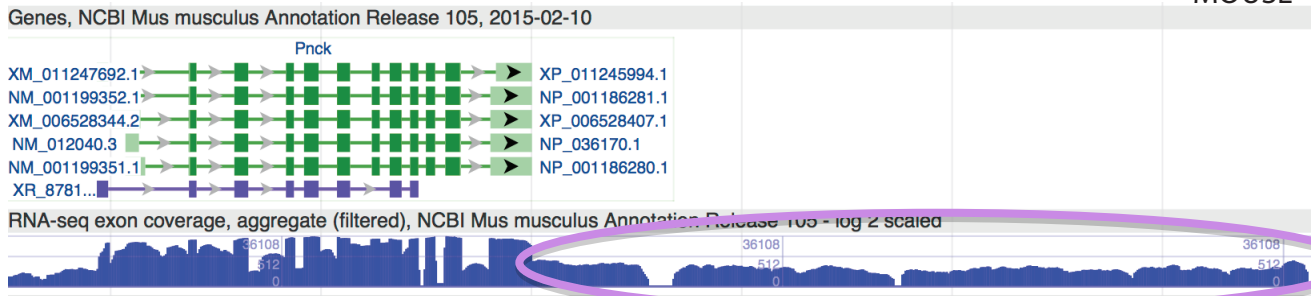 MOUSE
Genes, NCBI Mus musculus Annotation Release 105, 2015-02-10
Pnck
XM_011247692.1 XP_011245994.1
NM_001199352.1 NP_001186281.1
XM_006528344.2 XP_006528407.1
NM_012040.3 NP_036170.1
NM_001199351.1 NP_001186280.1
XR_8781...
RNA-seq exon coverage, aggregate (filtered), NCBI Mus musculus Annotation Release 105 - log 2 scaled
36108 36108 36108
512 512 512
0 0 0